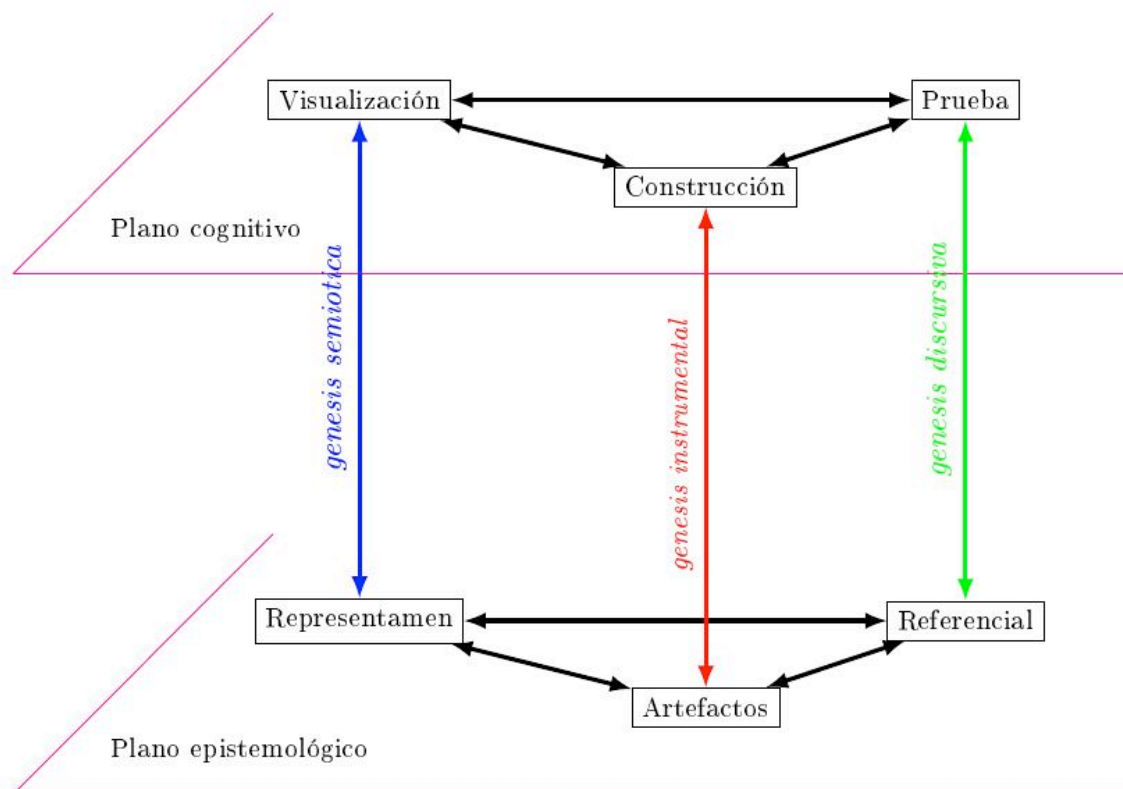 Visualización
Prueba
Construcción
Plano cognitivo
genesis semiotica
genesis instrumental
genesis discursiva
Representamen
Referencial
Artefactos
Plano epistemológico